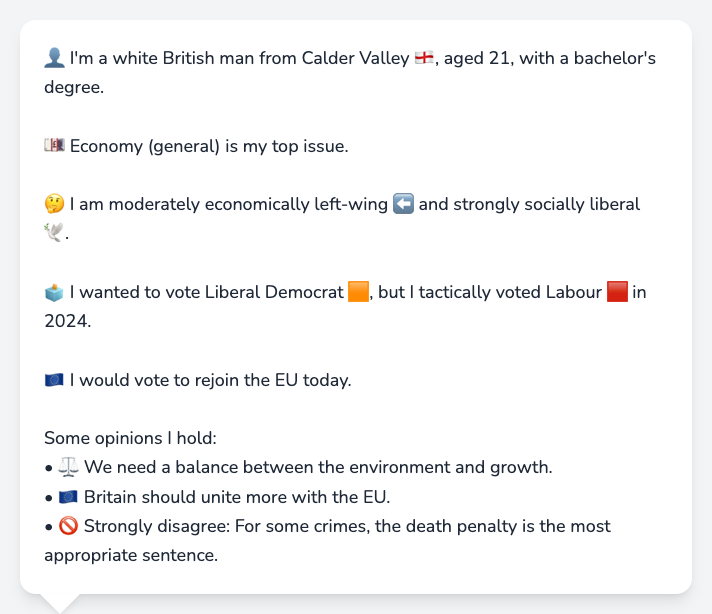 👤 I'm a white British man from Calder Valley 🏴󠁧󠁢󠁥󠁮󠁧󠁿, aged 21, with a bachelor's
degree.
💷 Economy (general) is my top issue.
🤔 I am moderately economically left-wing ⬅️ and strongly socially liberal
🕊️.
🗳️ I wanted to vote Liberal Democrat 🟧, but I tactically voted Labour 🟥 in
2024.
🇪🇺 I would vote to rejoin the EU today.
Some opinions I hold:
• ⚖️ We need a balance between the environment and growth.
• 🇪🇺 Britain should unite more with the EU.
• 🚫 Strongly disagree: For some crimes, the death penalty is the most
appropriate sentence.